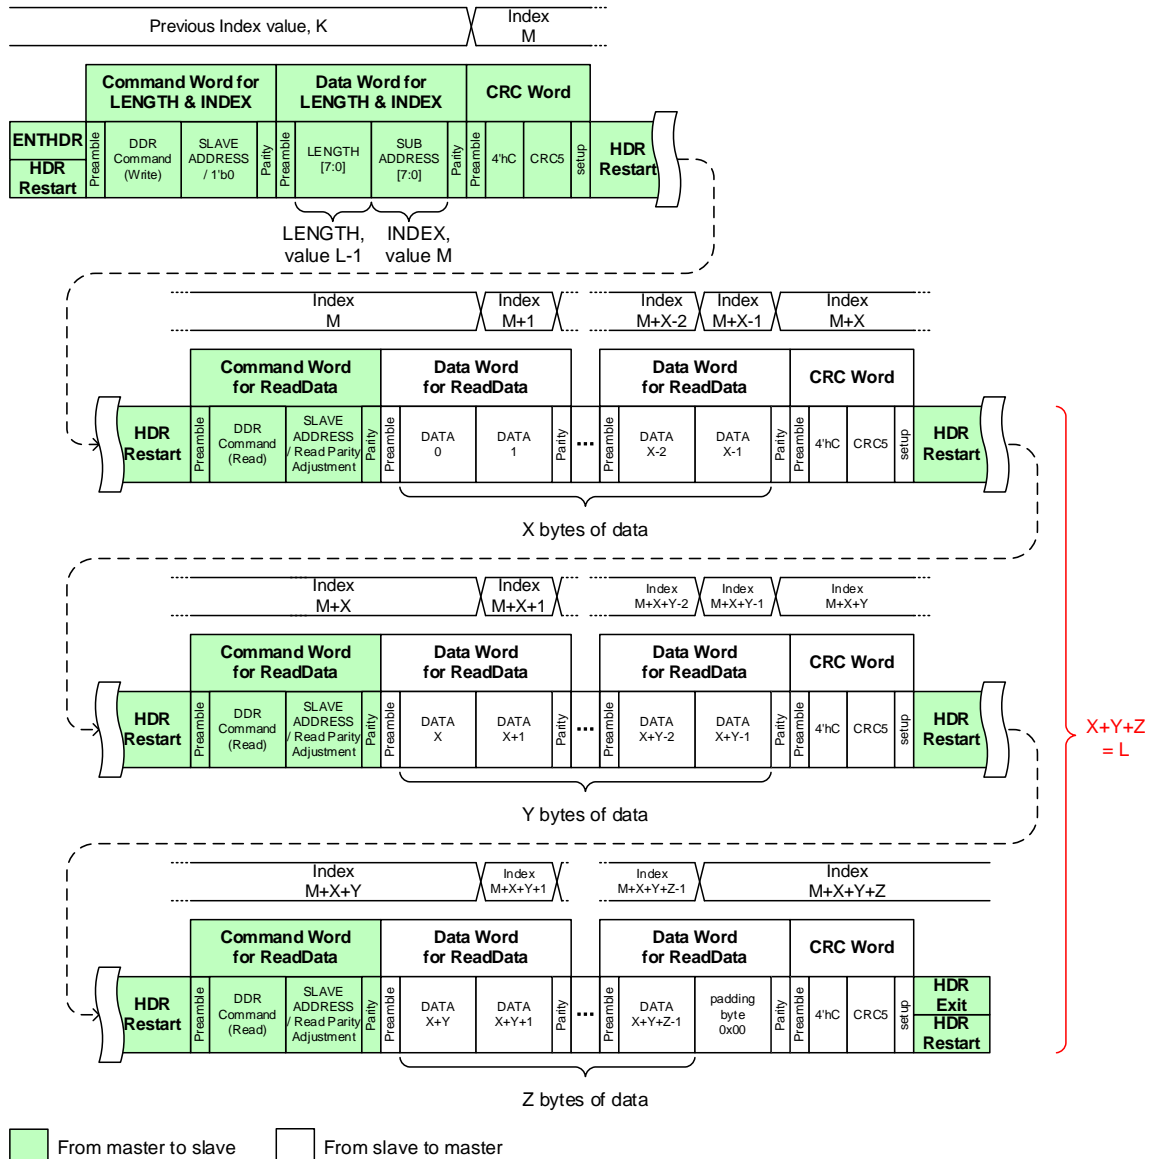 Previous Index value, K
Index
M
Command Word for
LENGTH & INDEX
Data Word for
LENGTH & INDEX
CRC Word
ENTHDR
HDR
Restart
Preamble
DDR
Command
(Write)
SLAVE
ADDRESS
/ 1'b0
Parity
Preamble
LENGTH
[7:0]
SUB
ADDRESS
[7:0]
Parity
Preamble
4'hC
CRC5
setup
HDR
Restart
LENGTH,
value L-1
INDEX,
value M
Index
M
Index
M+1
Index
M+X-2
Index
M+X-1
Index
M+X
Command Word
for ReadData
Data Word
for ReadData
Data Word
for ReadData
CRC Word
HDR
Restart
Preamble
DDR
Command
(Read)
SLAVE
ADDRESS
/ Read Parity
Adjustment
Parity
Preamble
DATA
0
DATA
1
Parity
...
Preamble
DATA
X-2
DATA
X-1
Parity
Preamble
4'hC
CRC5
setup
HDR
Restart
X bytes of data
Index
M+X
Index
M+X+1
Index
M+X+Y-2
Index
M+X+Y-1
Index
M+X+Y
Command Word
for ReadData
Data Word
for ReadData
Data Word
for ReadData
CRC Word
HDR
Restart
Preamble
DDR
Command
(Read)
SLAVE
ADDRESS
/ Read Parity
Adjustment
Parity
Preamble
DATA
X
DATA
X+1
Parity
...
Preamble
DATA
X+Y-2
DATA
X+Y-1
Parity
Preamble
4'hC
CRC5
setup
HDR
Restart
X+Y+Z
= L
Y bytes of data
Index
M+X+Y
Index
M+X+Y+1
Index
M+X+Y+Z-1
Index
M+X+Y+Z
Command Word
for ReadData
Data Word
for ReadData
Data Word
for ReadData
CRC Word
HDR
Restart
Preamble
DDR
Command
(Read)
SLAVE
ADDRESS
/ Read Parity
Adjustment
Parity
Preamble
DATA
X+Y
DATA
X+Y+1
Parity
...
Preamble
DATA
X+Y+Z-1
padding
byte
0x00
Parity
Preamble
4'hC
CRC5
setup
HDR
Exit
HDR
Restart
Z bytes of data
From master to slave
From slave to master